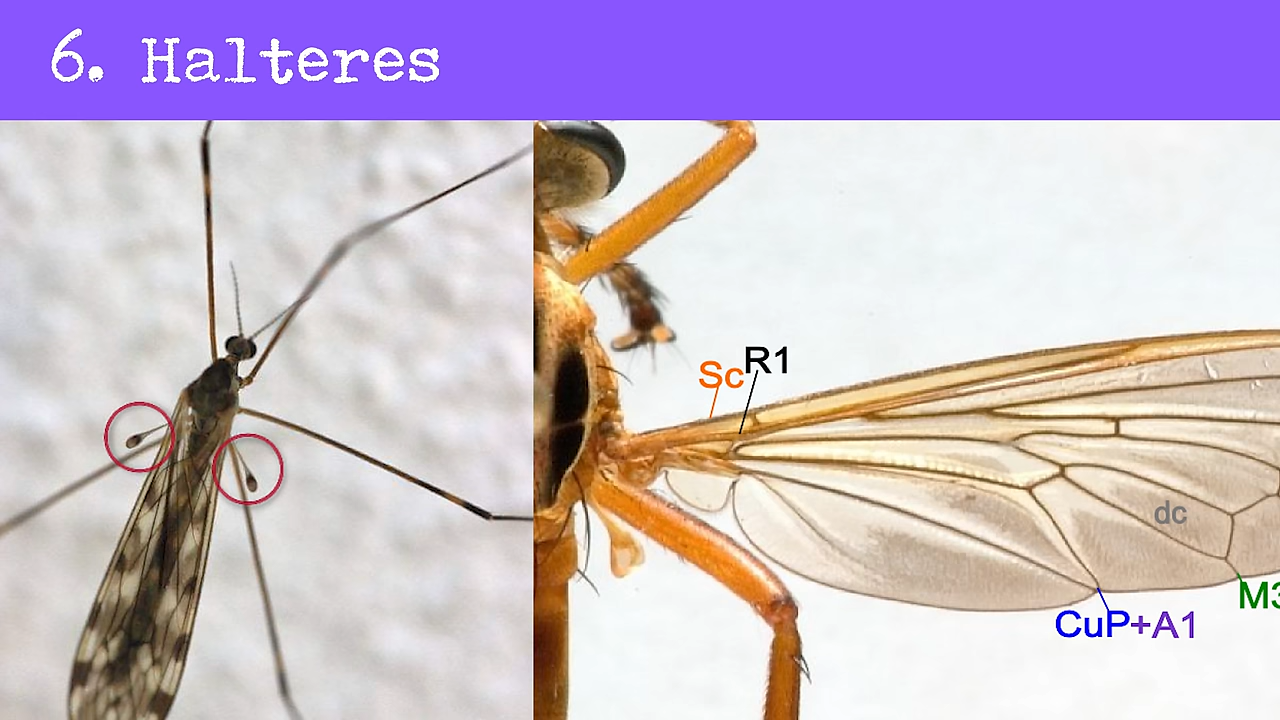 6. Halteres
Sc
R1
dc
M3
CuP+A1